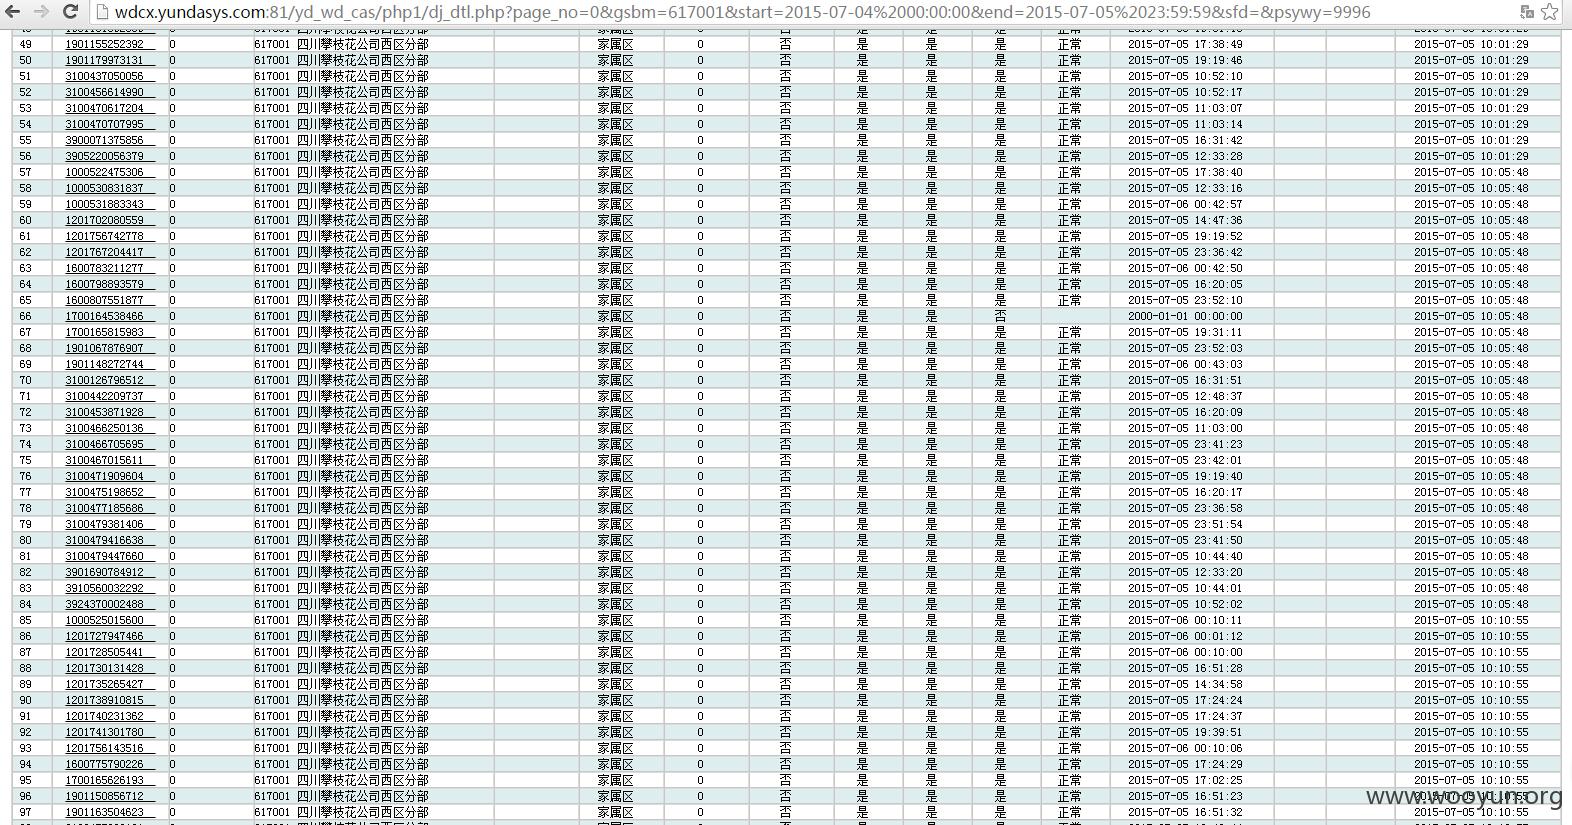 wdcx.yundasys.com:81/yd_wd_cas/php1/dj_dtl.php?page_no=0&gsbm=617001&start=2015-07-04%2000:00:00&end=2015-07-05%2023:59:59&sfd=&psywy=9996
49 1901155252392 0 617001 四川攀枝花公司西区分部 家属区 0 否 是 是 是 正常 2015-07-05 17:38:49 2015-07-05 10:01:29
50 1901179973131 0 617001 四川攀枝花公司西区分部 家属区 0 否 是 是 是 正常 2015-07-05 19:19:46 2015-07-05 10:01:29
51 3100437050056 0 617001 四川攀枝花公司西区分部 家属区 0 否 是 是 是 正常 2015-07-05 10:52:10 2015-07-05 10:01:29
52 3100456614990 0 617001 四川攀枝花公司西区分部 家属区 0 否 是 是 是 正常 2015-07-05 10:52:17 2015-07-05 10:01:29
53 3100470617204 0 617001 四川攀枝花公司西区分部 家属区 0 否 是 是 是 正常 2015-07-05 11:03:07 2015-07-05 10:01:29
54 3100470707995 0 617001 四川攀枝花公司西区分部 家属区 0 否 是 是 是 正常 2015-07-05 11:03:14 2015-07-05 10:01:29
55 3900071375856 0 617001 四川攀枝花公司西区分部 家属区 0 否 是 是 是 正常 2015-07-05 16:31:42 2015-07-05 10:01:29
56 3905220056379 0 617001 四川攀枝花公司西区分部 家属区 0 否 是 是 是 正常 2015-07-05 12:33:28 2015-07-05 10:01:29
57 1000522475306 0 617001 四川攀枝花公司西区分部 家属区 0 否 是 是 是 正常 2015-07-05 17:38:40 2015-07-05 10:05:48
58 1000530831837 0 617001 四川攀枝花公司西区分部 家属区 0 否 是 是 是 正常 2015-07-05 12:33:16 2015-07-05 10:05:48
59 1000531883343 0 617001 四川攀枝花公司西区分部 家属区 0 否 是 是 是 正常 2015-07-06 00:42:57 2015-07-05 10:05:48
60 1201702080559 0 617001 四川攀枝花公司西区分部 家属区 0 否 是 是 是 正常 2015-07-05 14:47:36 2015-07-05 10:05:48
61 1201756742778 0 617001 四川攀枝花公司西区分部 家属区 0 否 是 是 是 正常 2015-07-05 19:19:52 2015-07-05 10:05:48
62 1201767204417 0 617001 四川攀枝花公司西区分部 家属区 0 否 是 是 是 正常 2015-07-05 23:36:42 2015-07-05 10:05:48
63 1600783211277 0 617001 四川攀枝花公司西区分部 家属区 0 否 是 是 是 正常 2015-07-06 00:42:50 2015-07-05 10:05:48
64 1600798893579 0 617001 四川攀枝花公司西区分部 家属区 0 否 是 是 是 正常 2015-07-05 16:20:05 2015-07-05 10:05:48
65 1600807551877 0 617001 四川攀枝花公司西区分部 家属区 0 否 是 是 是 正常 2015-07-05 23:52:10 2015-07-05 10:05:48
66 1700164538466 0 617001 四川攀枝花公司西区分部 家属区 0 否 是 是 否 2000-01-01 00:00:00 2015-07-05 10:05:48
67 1700165815983 0 617001 四川攀枝花公司西区分部 家属区 0 否 是 是 是 正常 2015-07-05 19:31:11 2015-07-05 10:05:48
68 1901067876907 0 617001 四川攀枝花公司西区分部 家属区 0 否 是 是 是 正常 2015-07-05 23:52:03 2015-07-05 10:05:48
69 1901148272744 0 617001 四川攀枝花公司西区分部 家属区 0 否 是 是 是 正常 2015-07-06 00:43:03 2015-07-05 10:05:48
70 3100126796512 0 617001 四川攀枝花公司西区分部 家属区 0 否 是 是 是 正常 2015-07-05 16:31:51 2015-07-05 10:05:48
71 3100442209737 0 617001 四川攀枝花公司西区分部 家属区 0 否 是 是 是 正常 2015-07-05 12:48:37 2015-07-05 10:05:48
72 3100453871928 0 617001 四川攀枝花公司西区分部 家属区 0 否 是 是 是 正常 2015-07-05 16:20:09 2015-07-05 10:05:48
73 3100466250136 0 617001 四川攀枝花公司西区分部 家属区 0 否 是 是 是 正常 2015-07-05 11:03:00 2015-07-05 10:05:48
74 3100466705695 0 617001 四川攀枝花公司西区分部 家属区 0 否 是 是 是 正常 2015-07-05 23:41:23 2015-07-05 10:05:48
75 3100467015611 0 617001 四川攀枝花公司西区分部 家属区 0 否 是 是 是 正常 2015-07-05 23:42:01 2015-07-05 10:05:48
76 3100471909604 0 617001 四川攀枝花公司西区分部 家属区 0 否 是 是 是 正常 2015-07-05 19:19:40 2015-07-05 10:05:48
77 3100475198652 0 617001 四川攀枝花公司西区分部 家属区 0 否 是 是 是 正常 2015-07-05 16:20:17 2015-07-05 10:05:48
78 3100477185686 0 617001 四川攀枝花公司西区分部 家属区 0 否 是 是 是 正常 2015-07-05 23:36:58 2015-07-05 10:05:48
79 3100479381406 0 617001 四川攀枝花公司西区分部 家属区 0 否 是 是 是 正常 2015-07-05 23:51:54 2015-07-05 10:05:48
80 3100479416638 0 617001 四川攀枝花公司西区分部 家属区 0 否 是 是 是 正常 2015-07-05 23:41:50 2015-07-05 10:05:48
81 3100479447660 0 617001 四川攀枝花公司西区分部 家属区 0 否 是 是 是 正常 2015-07-05 10:44:40 2015-07-05 10:05:48
82 3901690784912 0 617001 四川攀枝花公司西区分部 家属区 0 否 是 是 是 正常 2015-07-05 12:33:20 2015-07-05 10:05:48
83 3910560032292 0 617001 四川攀枝花公司西区分部 家属区 0 否 是 是 是 正常 2015-07-05 10:44:01 2015-07-05 10:05:48
84 3924370002488 0 617001 四川攀枝花公司西区分部 家属区 0 否 是 是 是 正常 2015-07-05 10:52:02 2015-07-05 10:05:48
85 1000525015600 0 617001 四川攀枝花公司西区分部 家属区 0 否 是 是 是 正常 2015-07-06 00:10:11 2015-07-05 10:10:55
86 1201727947466 0 617001 四川攀枝花公司西区分部 家属区 0 否 是 是 是 正常 2015-07-06 00:01:12 2015-07-05 10:10:55
87 1201728505441 0 617001 四川攀枝花公司西区分部 家属区 0 否 是 是 是 正常 2015-07-06 00:10:00 2015-07-05 10:10:55
88 1201730131428 0 617001 四川攀枝花公司西区分部 家属区 0 否 是 是 是 正常 2015-07-05 16:51:28 2015-07-05 10:10:55
89 1201735265427 0 617001 四川攀枝花公司西区分部 家属区 0 否 是 是 是 正常 2015-07-05 14:34:58 2015-07-05 10:10:55
90 1201738910815 0 617001 四川攀枝花公司西区分部 家属区 0 否 是 是 是 正常 2015-07-05 17:24:24 2015-07-05 10:10:55
91 1201740231362 0 617001 四川攀枝花公司西区分部 家属区 0 否 是 是 是 正常 2015-07-05 17:24:37 2015-07-05 10:10:55
92 1201741301780 0 617001 四川攀枝花公司西区分部 家属区 0 否 是 是 是 正常 2015-07-05 19:39:51 2015-07-05 10:10:55
93 1201756143516 0 617001 四川攀枝花公司西区分部 家属区 0 否 是 是 是 正常 2015-07-06 00:10:06 2015-07-05 10:10:55
94 1600775790226 0 617001 四川攀枝花公司西区分部 家属区 0 否 是 是 是 正常 2015-07-05 17:24:29 2015-07-05 10:10:55
95 1700165626193 0 617001 四川攀枝花公司西区分部 家属区 0 否 是 是 是 正常 2015-07-05 17:02:25 2015-07-05 10:10:55
96 1901150856712 0 617001 四川攀枝花公司西区分部 家属区 0 否 是 是 是 正常 2015-07-05 16:51:23 2015-07-05 10:10:55
www.wooyun.org
97 1901163504623 0 617001 四川攀枝花公司西区分部 家属区 0 否 是 是 是 正常 2015-07-05 16:51:32 2015-07-05 10:10:55